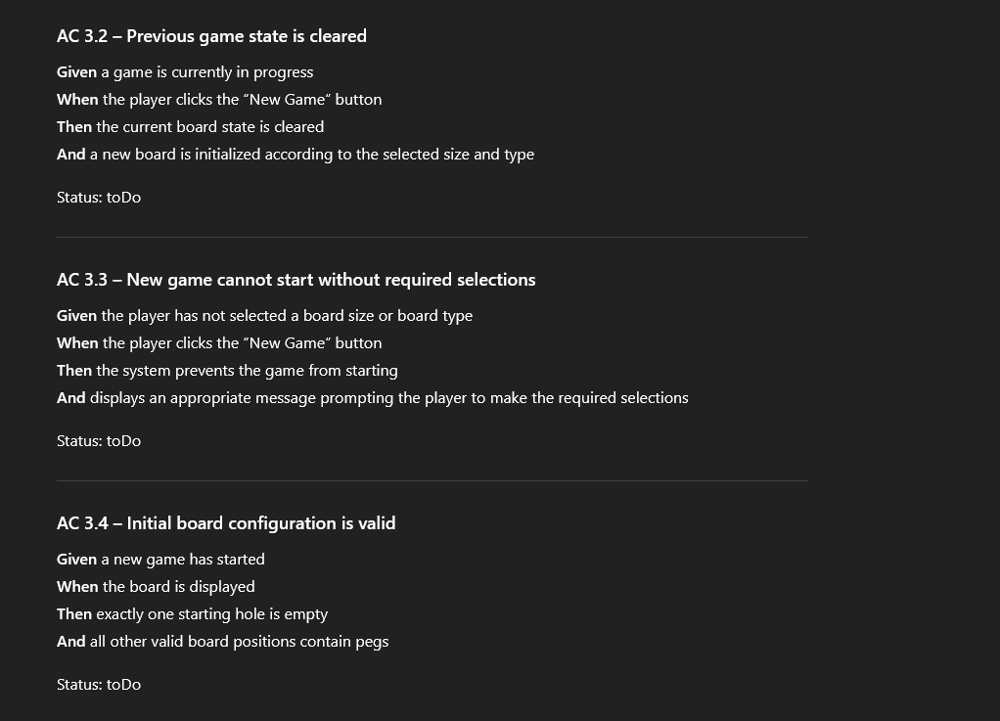 AC 3.2 – Previous game state is cleared
Given a game is currently in progress
When the player clicks the “New Game” button
Then the current board state is cleared
And a new board is initialized according to the selected size and type
Status: toDo
AC 3.3 – New game cannot start without required selections
Given the player has not selected a board size or board type
When the player clicks the “New Game” button
Then the system prevents the game from starting
And displays an appropriate message prompting the player to make the required selections
Status: toDo
AC 3.4 – Initial board configuration is valid
Given a new game has started
When the board is displayed
Then exactly one starting hole is empty
And all other valid board positions contain pegs
Status: toDo